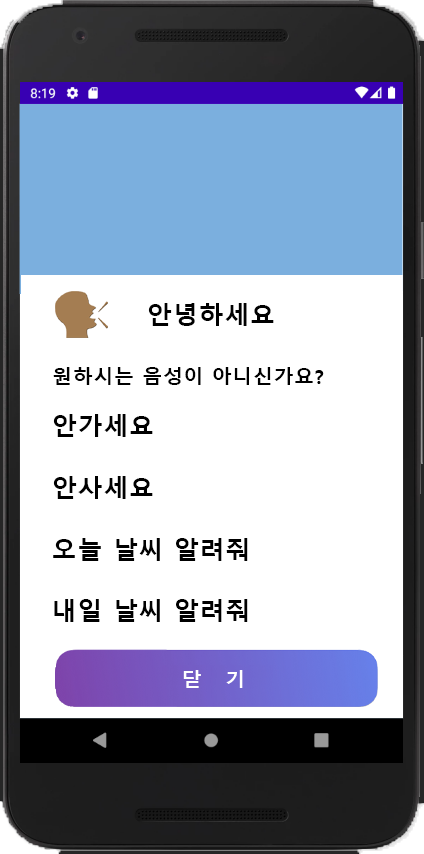 8:19
안녕하세요
원하시는 음성이 아니신가요?
안가세요
안사세요
오늘 날씨 알려줘
내일 날씨 알려줘
닫 기